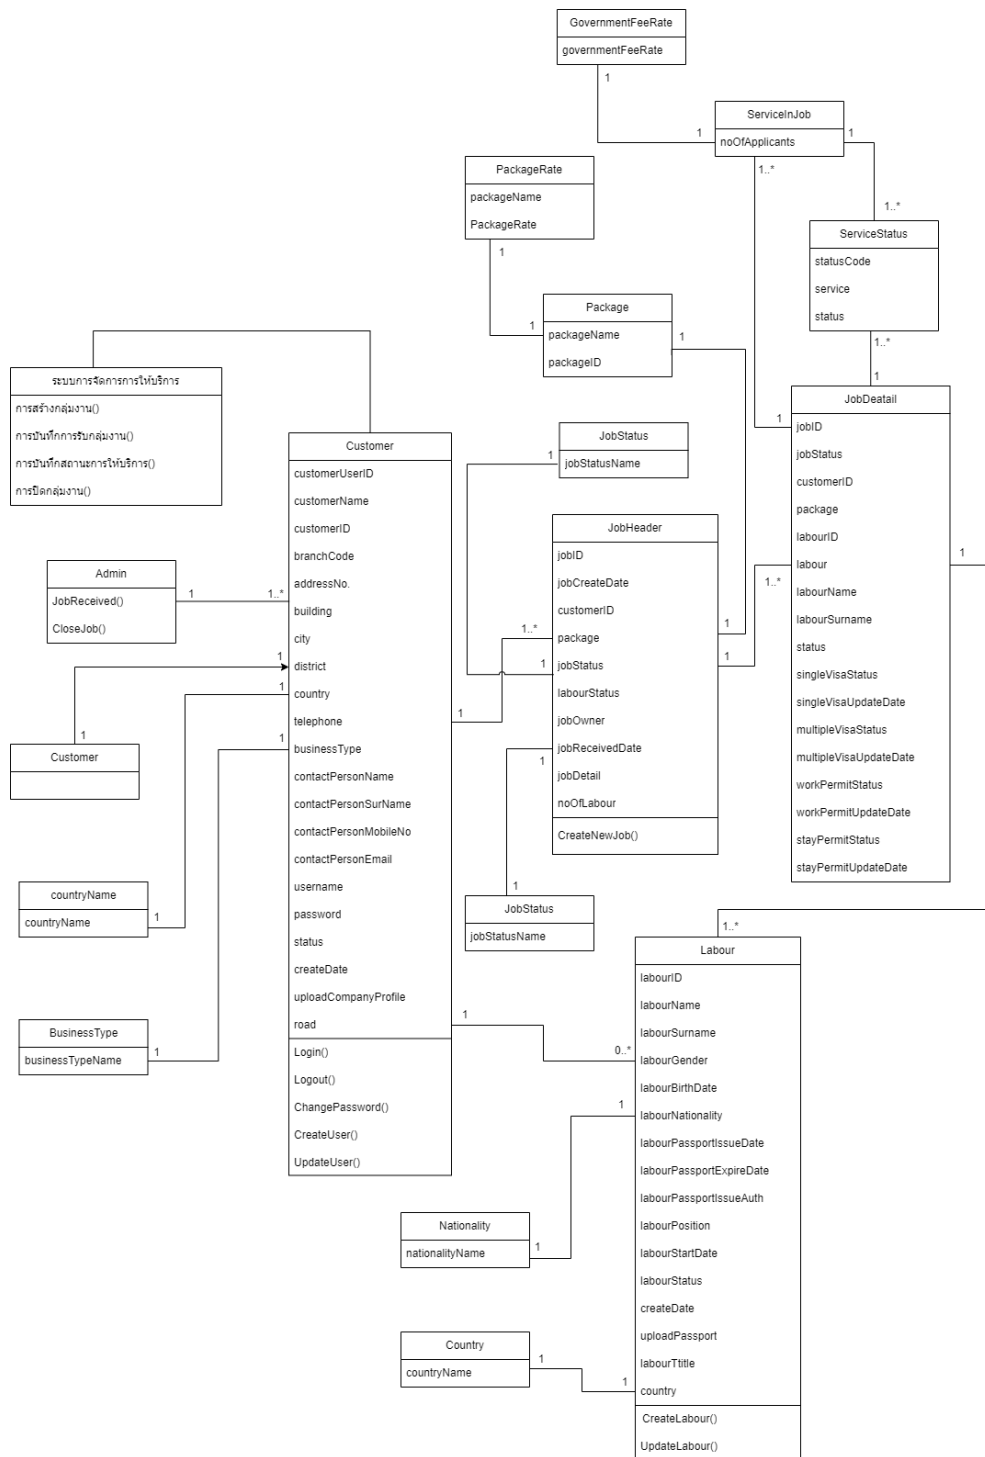 GovernmentFeeRate
governmentFeeRate
1
ServiceInJob
noOfApplicants
1
1
1..*
PackageRate
packageName
PackageRate
1
1..*
ServiceStatus
statusCode
service
status
1..*
1
Package
packageName
packageID
1
1
ระบบการจัดการการให้บริการ
การสร้างกลุ่มงาน()
การบันทึกการรับกลุ่มงาน()
การบันทึกสถานะการให้บริการ()
การปิดกลุ่มงาน()
JobDeatail
jobID
jobStatus
customerID
package
labourID
labour
labourName
labourSurname
status
singleVisaStatus
singleVisaUpdateDate
multipleVisaStatus
multipleVisaUpdateDate
workPermitStatus
workPermitUpdateDate
stayPermitStatus
stayPermitUpdateDate
1
1
1..*
JobStatus
jobStatusName
1
Customer
customerUserID
customerName
customerID
branchCode
addressNo.
building
city
district
country
telephone
businessType
contactPersonName
contactPersonSurName
contactPersonMobileNo
contactPersonEmail
username
password
status
createDate
uploadCompanyProfile
road
Login()
Logout()
ChangePassword()
CreateUser()
UpdateUser()
JobHeader
jobID
jobCreateDate
customerID
package
jobStatus
labourStatus
jobOwner
jobReceivedDate
jobDetail
noOfLabour
CreateNewJob()
1
1
1
1
1..*
1
Admin
JobReceived()
CloseJob()
1
1..*
1
1
Customer
1
1
countryName
countryName
1
BusinessType
businessTypeName
1
1
JobStatus
jobStatusName
1..*
Labour
labourID
labourName
labourSurname
labourGender
labourBirthDate
labourNationality
labourPassportIssueDate
labourPassportExpireDate
labourPassportIssueAuth
labourPosition
labourStartDate
labourStatus
createDate
uploadPassport
labourTtitle
country
CreateLabour()
UpdateLabour()
1
0..*
1
Nationality
nationalityName
1
Country
countryName
1
1